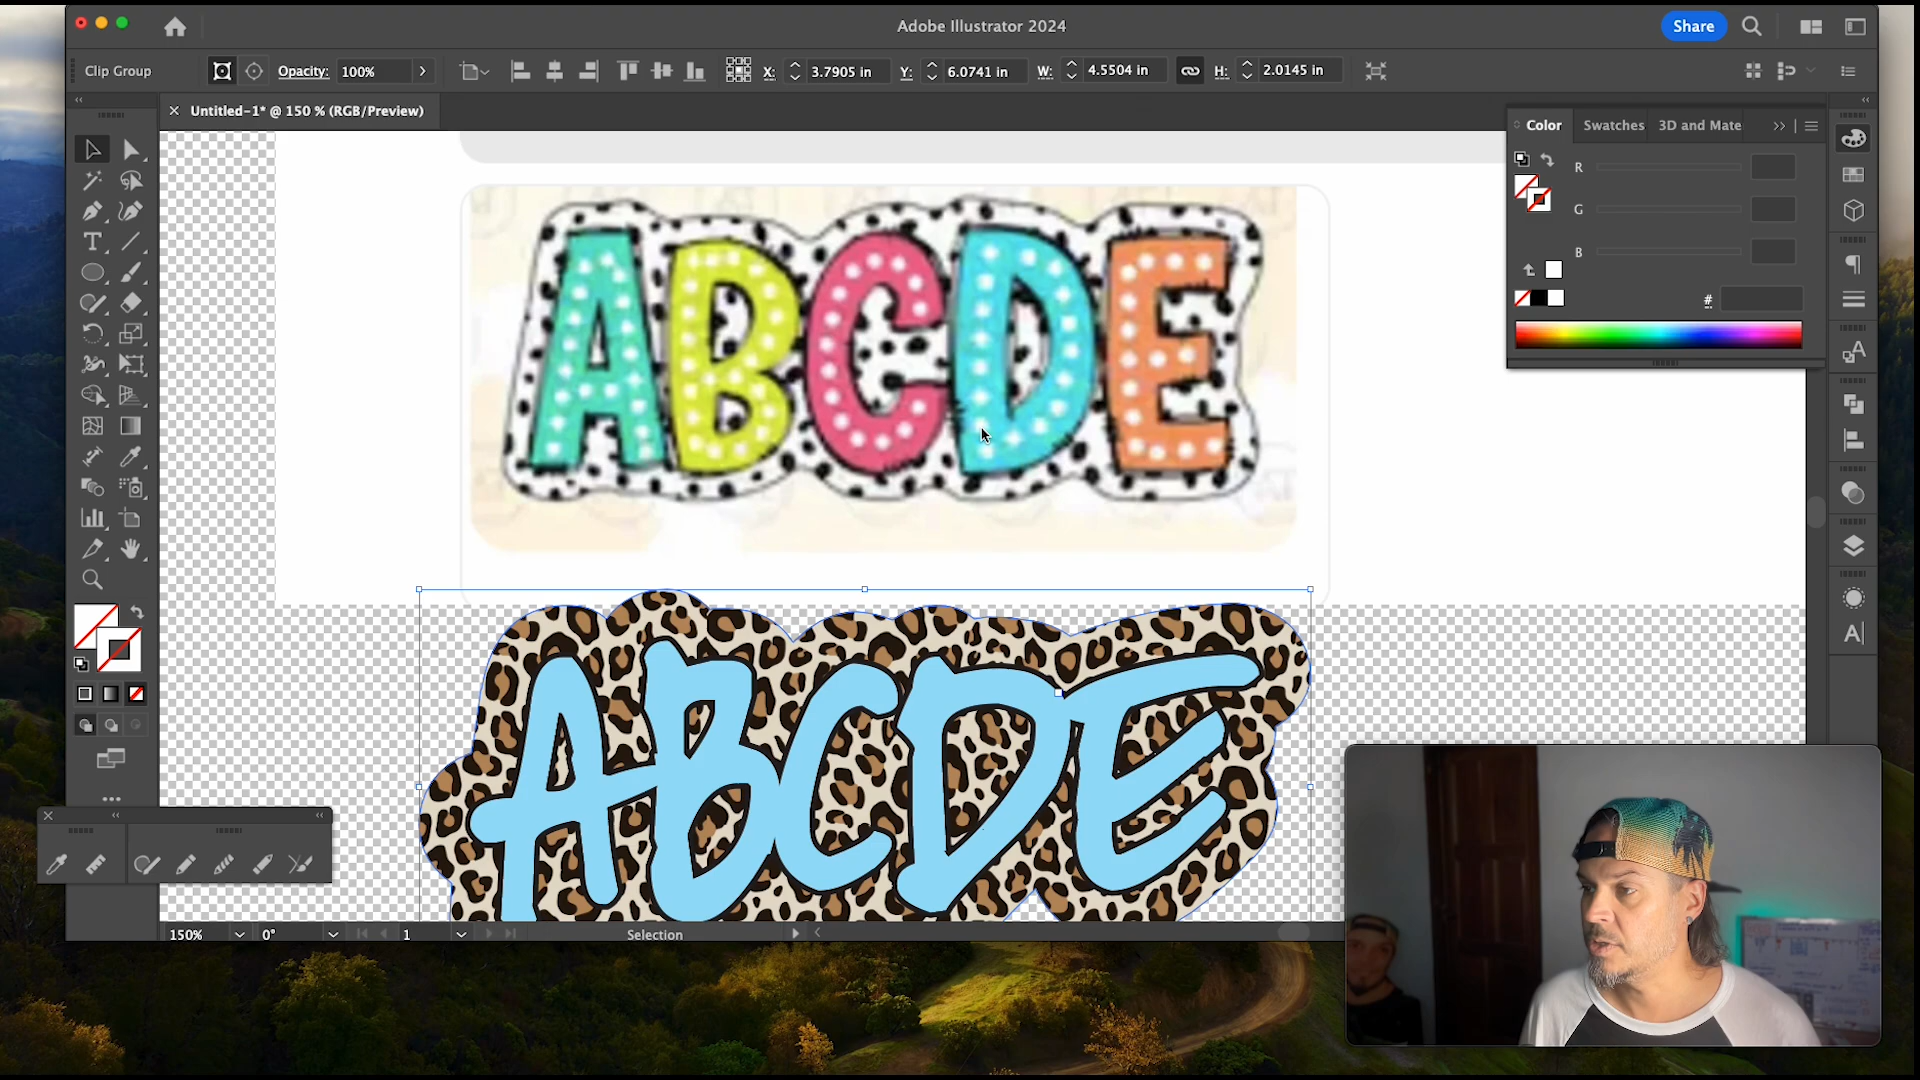 Adobe Illustrator 2024
Share
Clip Group
Opacity: 100%
X: 3.7905 in
Y: 6.0741 in
W: 4.5504 in
H: 2.0145 in
× Untitled-1* @ 150 % (RGB/Preview)
Color
Swatches
3D and Mate
R
G
B
#
ABCDE
ABCDE
150%
0°
1
Selection